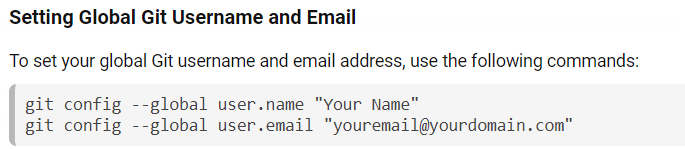 Setting Global Git Username and Email
To set your global Git username and email address, use the following commands:
git config --global user.name "Your Name"
git config --global user.email "youremail@yourdomain.com"